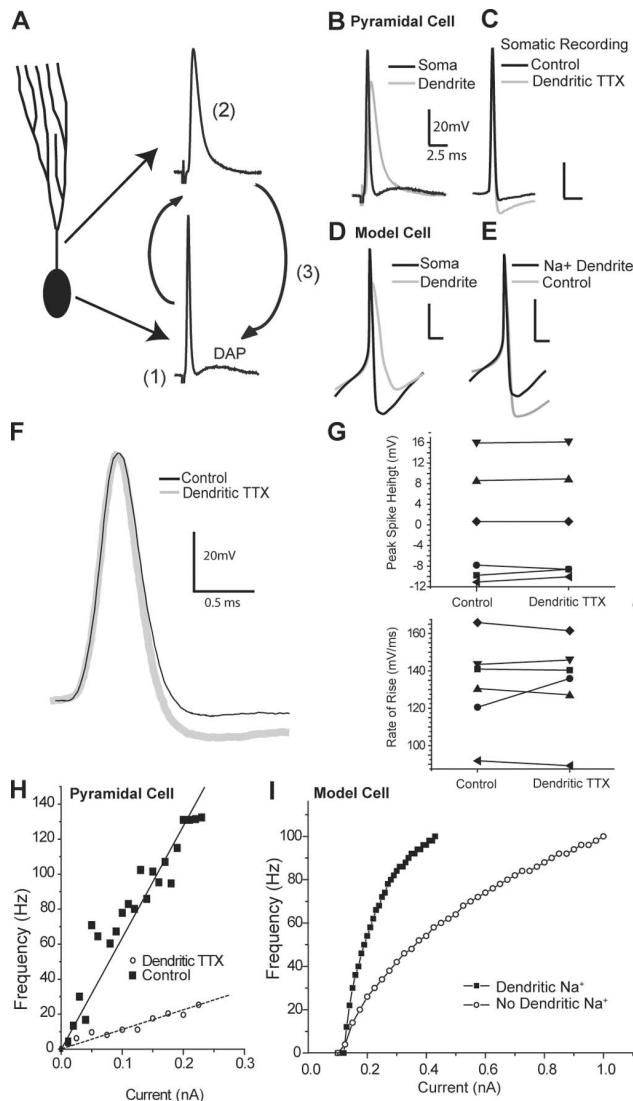 A
(2)
(3)
DAP
(1)
B Pyramidal Cell
Soma
Dendrite
20mV
2.5 ms
C
Somatic Recording
Control
Dendritic TTX
D Model Cell
Soma
Dendrite
E
Na+ Dendrite
Control
F
Control
Dendritic TTX
20mV
0.5 ms
G
Peak Spike Heihgt (mV)
16
12
8
4
0
-4
-8
-12
Control Dendritic TTX
Rate of Rise (mV/ms)
160
140
120
100
Control Dendritic TTX
H Pyramidal Cell
Frequency (Hz)
140
120
100
80
60
40
20
0
Dendritic TTX
Control
0.0 0.1 0.2 0.3
Current (nA)
I Model Cell
Frequency (Hz)
100
80
60
40
20
0
Dendritic Na+
No Dendritic Na+
0.0 0.2 0.4 0.6 0.8 1.0
Current (nA)